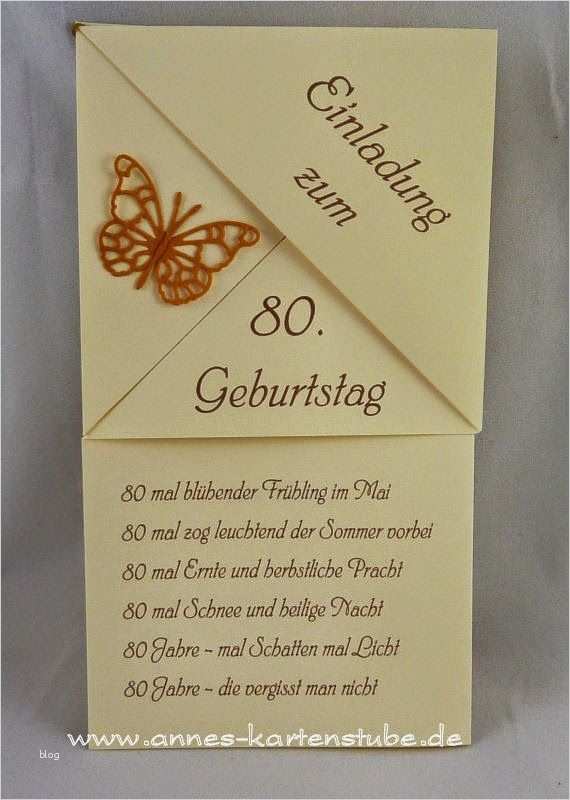 Einladung
zum
80.
Geburtstag
80 mal blühender Frühling im Mai
80 mal zog leuchtend der Sommer vorbei
80 mal Ernte und herbstliche Pracht
80 mal Schnee und heilige Nacht
80 Jahre - mal Schatten mal Licht
80 Jahre - die vergisst man nicht
www.annes-kartenstube.de
blog